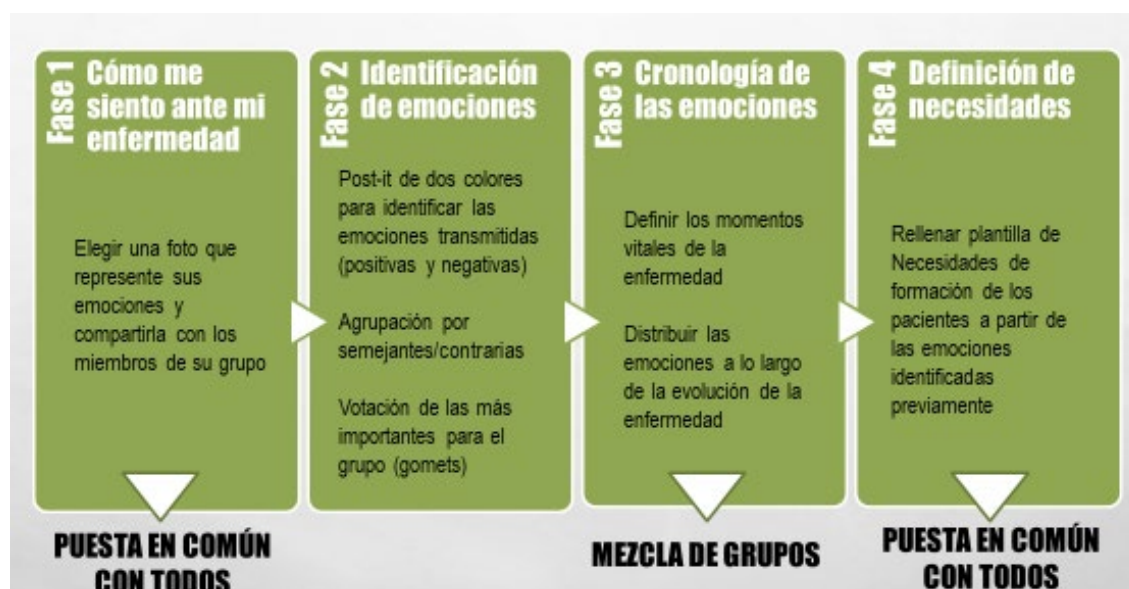 Fase 1
Cómo me
siento ante mi
enfermedad
Elegir una foto que
represente sus
emociones y
compartirla con los
miembros de su grupo
PUESTA EN COMÚN
CON TODOS
Fase 2
Identificación
de emociones
Post-it de dos colores
para identificar las
emociones transmitidas
(positivas y negativas)
Agrupación por
semejantes/contrarias
Votación de las más
importantes para el
grupo (gomets)
Fase 3
Cronología de
las emociones
Definir los momentos
vitales de la
enfermedad
Distribuir las
emociones a lo largo
de la evolución de la
enfermedad
MEZCLA DE GRUPOS
Fase 4
Definición de
necesidades
Rellenar plantilla de
Necesidades de
formación de los
pacientes a partir de
las emociones
identificadas
previamente
PUESTA EN COMÚN
CON TODOS